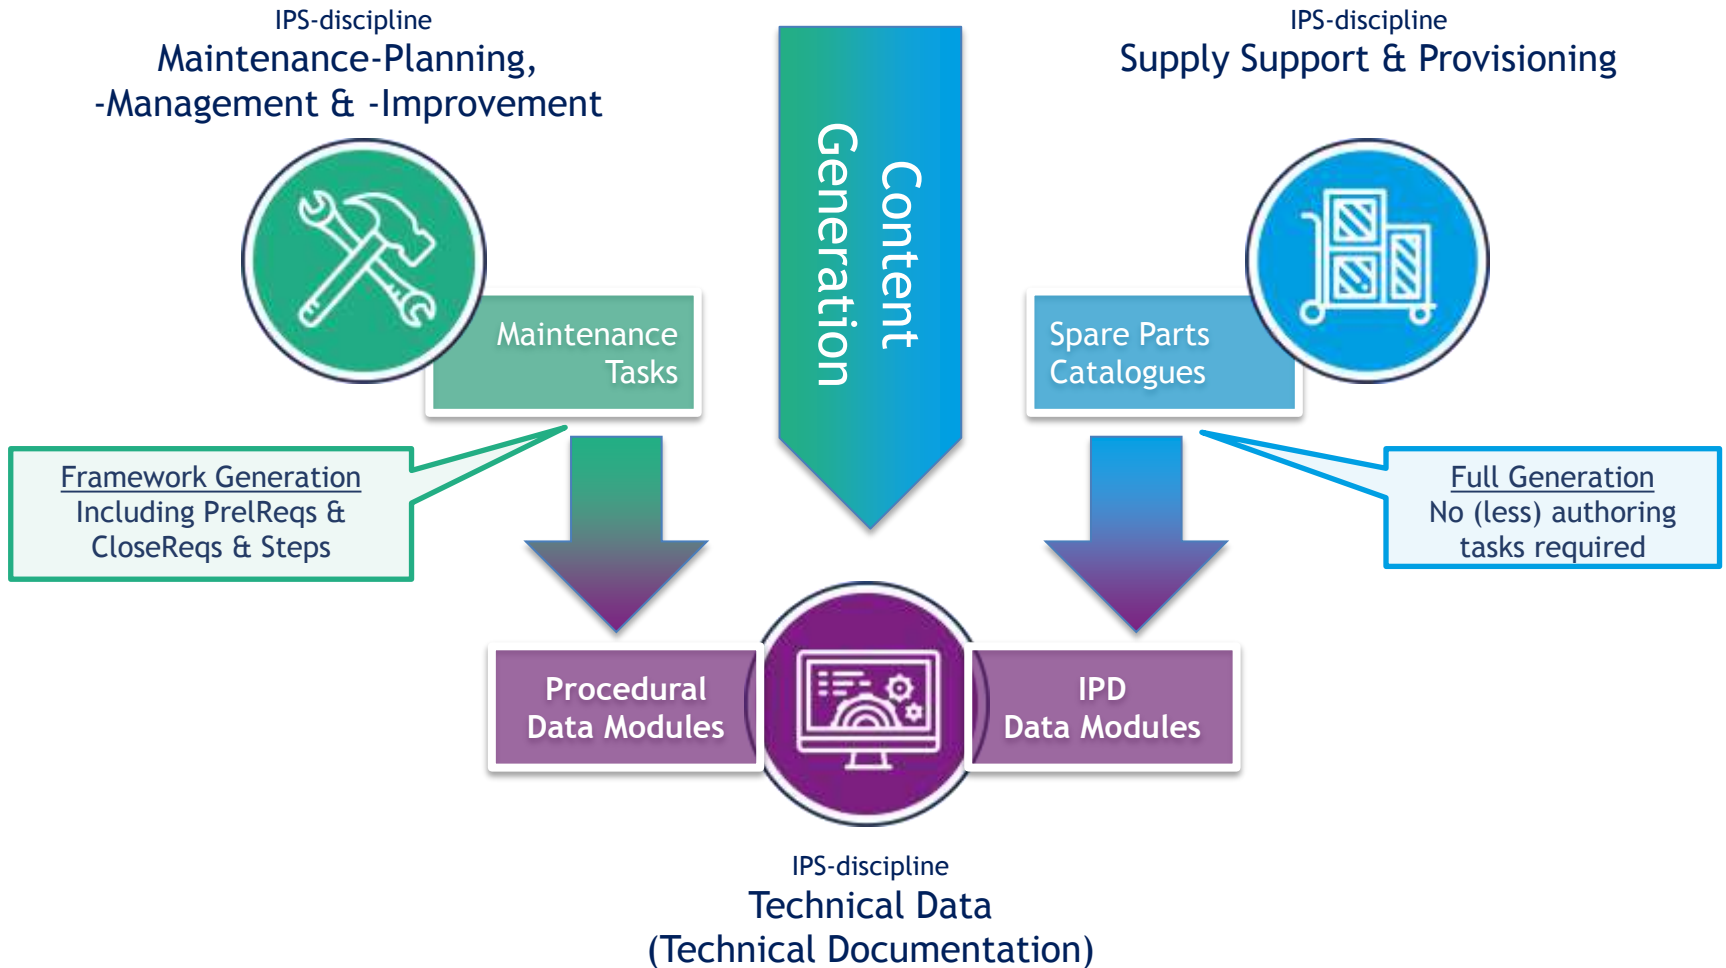 IPS-discipline
Maintenance-Planning,
-Management & -Improvement
IPS-discipline
Supply Support & Provisioning
Content
Generation
Maintenance
Tasks
Spare Parts
Catalogues
Framework Generation
Including PrelReqs &
CloseReqs & Steps
Full Generation
No (less) authoring
tasks required
Procedural
Data Modules
IPD
Data Modules
IPS-discipline
Technical Data
(Technical Documentation)